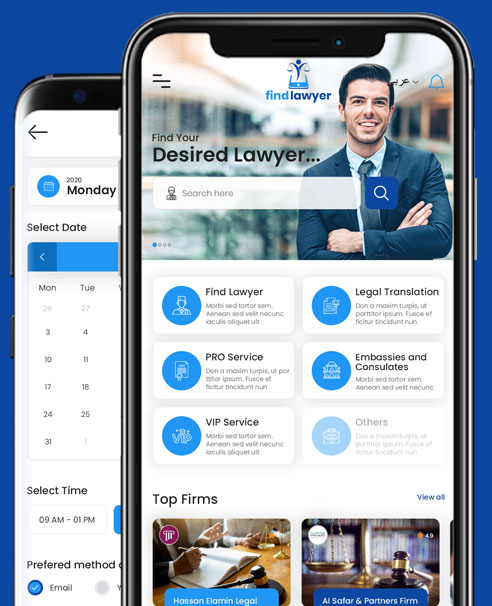 findlawyer
عربي
Find Your
Desired Lawyer...
Search here
Find Lawyer
Morbi sed tortor sem.
Aenean sed velit necunc
iaculis aliquet ult
Legal Translation
Don a maxim turpis, ut
porttitor ipsum. Fusce ef
ficitur tincidunt nun
PRO Service
Don a maxim turpis, ut por
ttitor ipsum. Fusce ef
ficitur tincidunt nun
Embassies and
Consulates
Morbi sed tortor sem.
Aenean sed velit necunc
VIP Service
Morbi sed tortor sem.
Aenean sed velit necunc
iaculis aliquet ult
VIP
Others
Don a maxim turpis, ut
porttitor ipsum. Fusce ef
ficitur tincidunt nun
Top Firms
View all
4.9
Hassan Elamin Legal
Al Safar & Partners Firm
2020
Monday
Select Date
Mon Tue
26 27
3 4
10 11
17 18
24 25
31 1
Select Time
09 AM - 01 PM
Prefered method
Email